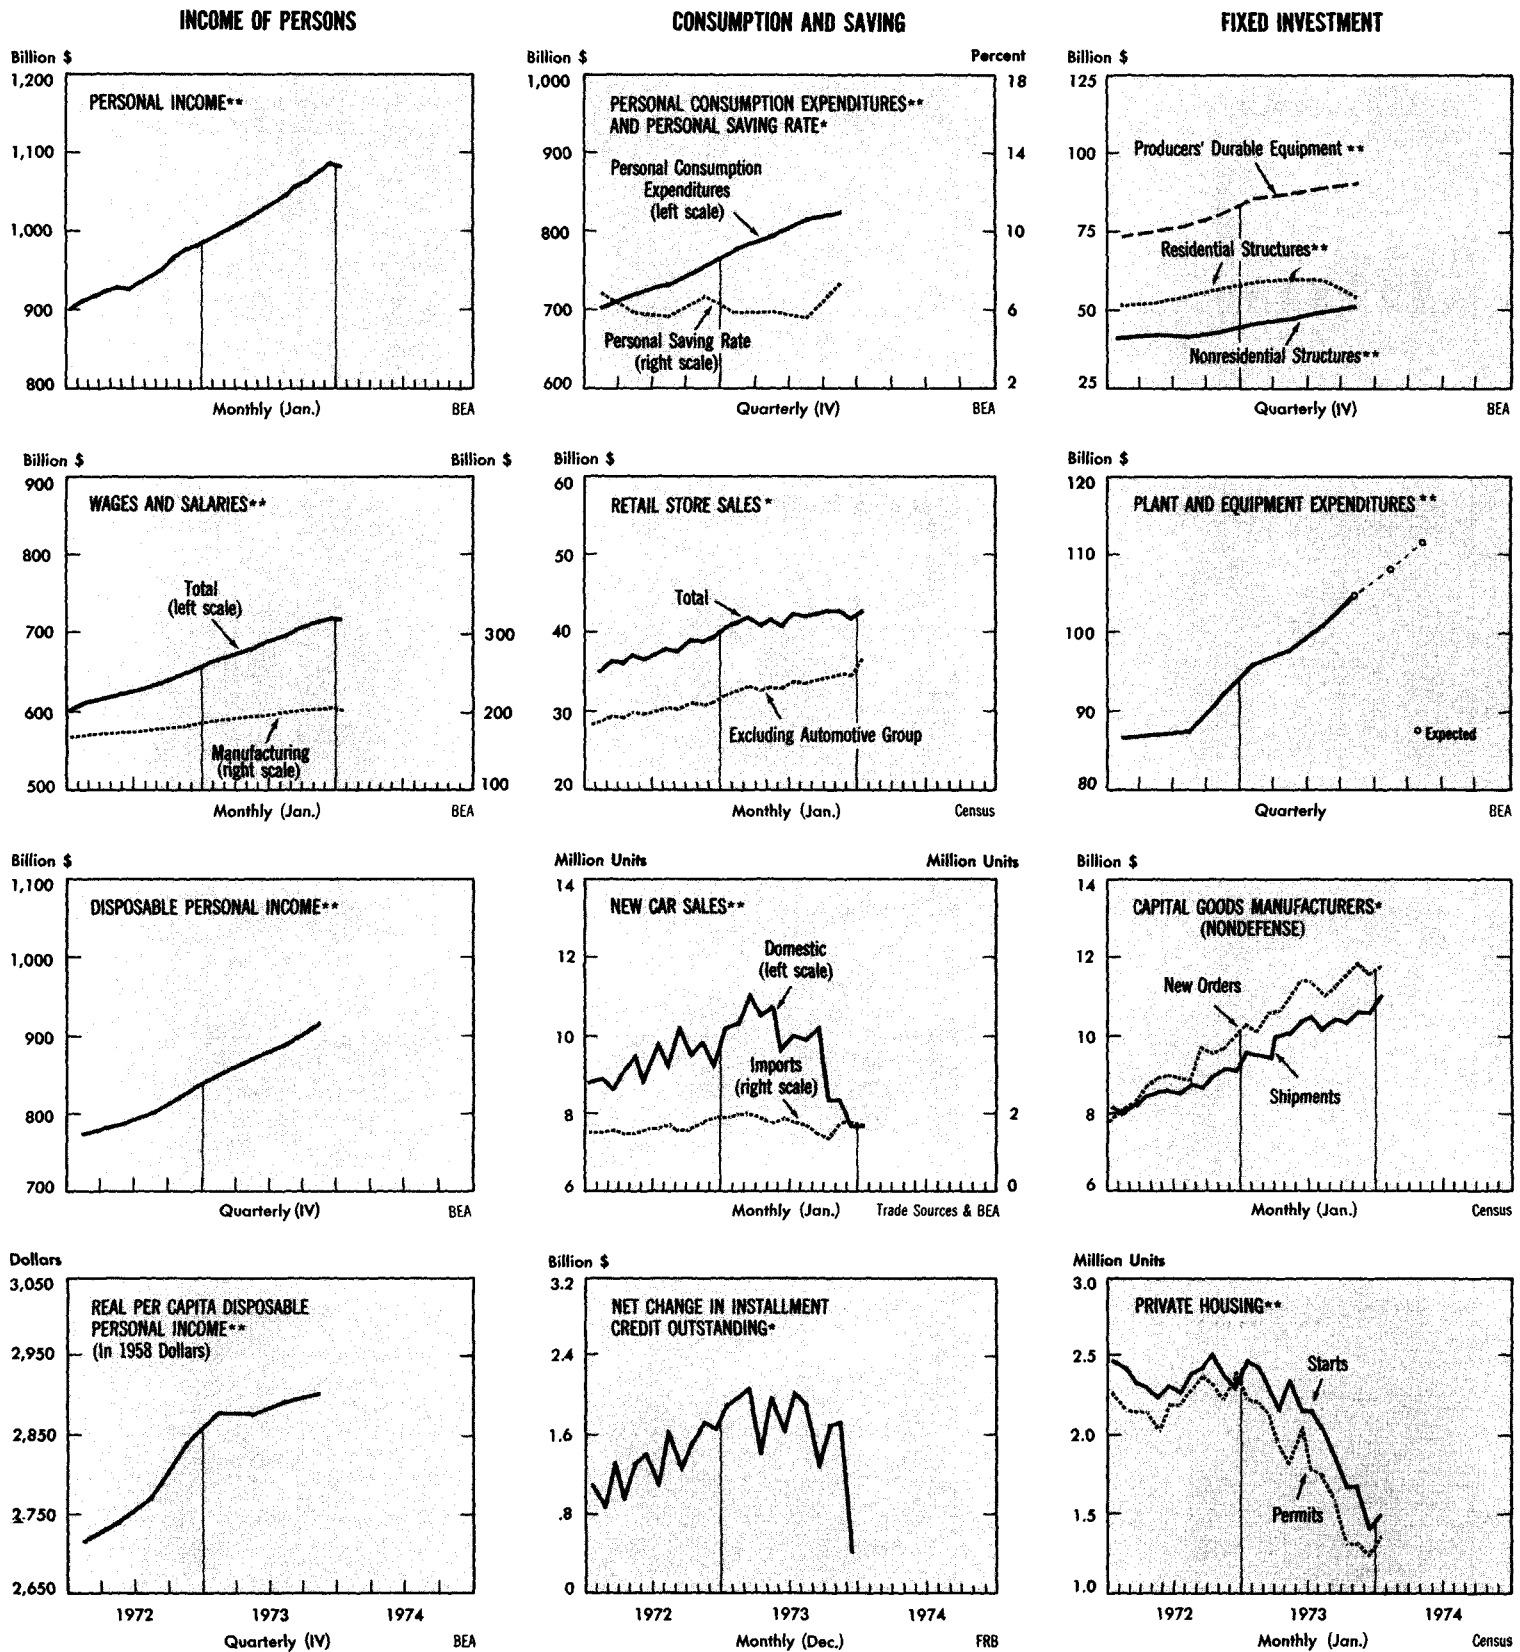 INCOME OF PERSONS
Billion $
1,200
1,100
1,000
900
800
PERSONAL INCOME**
Monthly (Jan.)
BEA
Billion $
900
800
700
600
500
Billion $
300
200
100
WAGES AND SALARIES**
Total
(left scale)
Manufacturing
(right scale)
Monthly (Jan.)
BEA
Billion $
1,100
1,000
900
800
700
DISPOSABLE PERSONAL INCOME**
Quarterly (IV)
BEA
Dollars
3,050
2,950
2,850
2,750
2,650
REAL PER CAPITA DISPOSABLE
PERSONAL INCOME**
(In 1958 Dollars)
1972
1973
1974
Quarterly (IV)
BEA
CONSUMPTION AND SAVING
Billion $
1,000
900
800
700
600
Percent
18
14
10
6
2
PERSONAL CONSUMPTION EXPENDITURES**
AND PERSONAL SAVING RATE*
Personal Consumption
Expenditures
(left scale)
Personal Saving Rate
(right scale)
Quarterly (IV)
BEA
Billion $
60
50
40
30
20
RETAIL STORE SALES *
Total
Excluding Automotive Group
Monthly (Jan.)
Census
Million Units
14
12
10
8
6
Million Units
2
0
NEW CAR SALES**
Domestic
(left scale)
Imports
(right scale)
Monthly (Jan.)
Trade Sources & BEA
Billion $
3.2
2.4
1.6
.8
0
NET CHANGE IN INSTALLMENT
CREDIT OUTSTANDING*
1972
1973
1974
Monthly (Dec.)
FRB
FIXED INVESTMENT
Billion $
125
100
75
50
25
Producers' Durable Equipment **
Residential Structures**
Nonresidential Structures**
Quarterly (IV)
BEA
Billion $
120
110
100
90
80
PLANT AND EQUIPMENT EXPENDITURES **
Expected
Quarterly
BEA
Billion $
14
12
10
8
6
CAPITAL GOODS MANUFACTURERS*
(NONDEFENSE)
New Orders
Shipments
Monthly (Jan.)
Census
Million Units
3.0
2.5
2.0
1.5
1.0
PRIVATE HOUSING**
Starts
Permits
1972
1973
1974
Monthly (Jan.)
Census